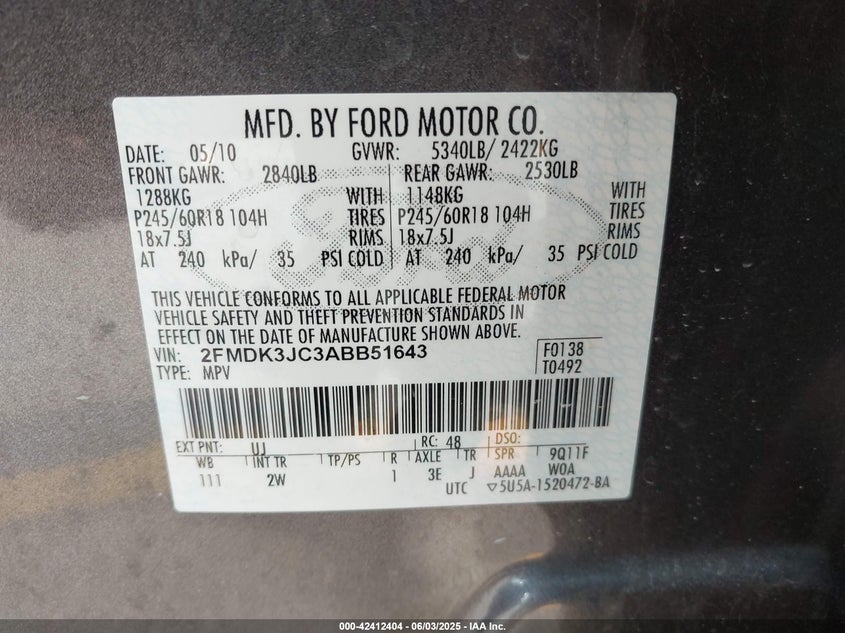 MFD. BY FORD MOTOR CO.
DATE: 05/10 GVWR: 5340LB/ 2422KG
FRONT GAWR: 2840LB REAR GAWR: 2530LB
1288KG WITH 1148KG WITH
P245/60R18 104H TIRES P245/60R18 104H TIRES
18x7.5J RIMS 18x7.5J RIMS
AT 240 kPa/ 35 PSI COLD AT 240 kPa/ 35 PSI COLD
THIS VEHICLE CONFORMS TO ALL APPLICABLE FEDERAL MOTOR
VEHICLE SAFETY AND THEFT PREVENTION STANDARDS IN
EFFECT ON THE DATE OF MANUFACTURE SHOWN ABOVE.
VIN: 2FMDK3JC3ABB51643 F0138
TYPE: MPV T0492
EXT PNT: UJ RC: 48 DSO:
WB INT TR TP/PS R AXLE TR SPR 9Q11F
111 2W 1 3E J AAAA W0A
UTC ▽5U5A-1520472-BA
000-42412404 | 06/03/2025 | IAA Inc.